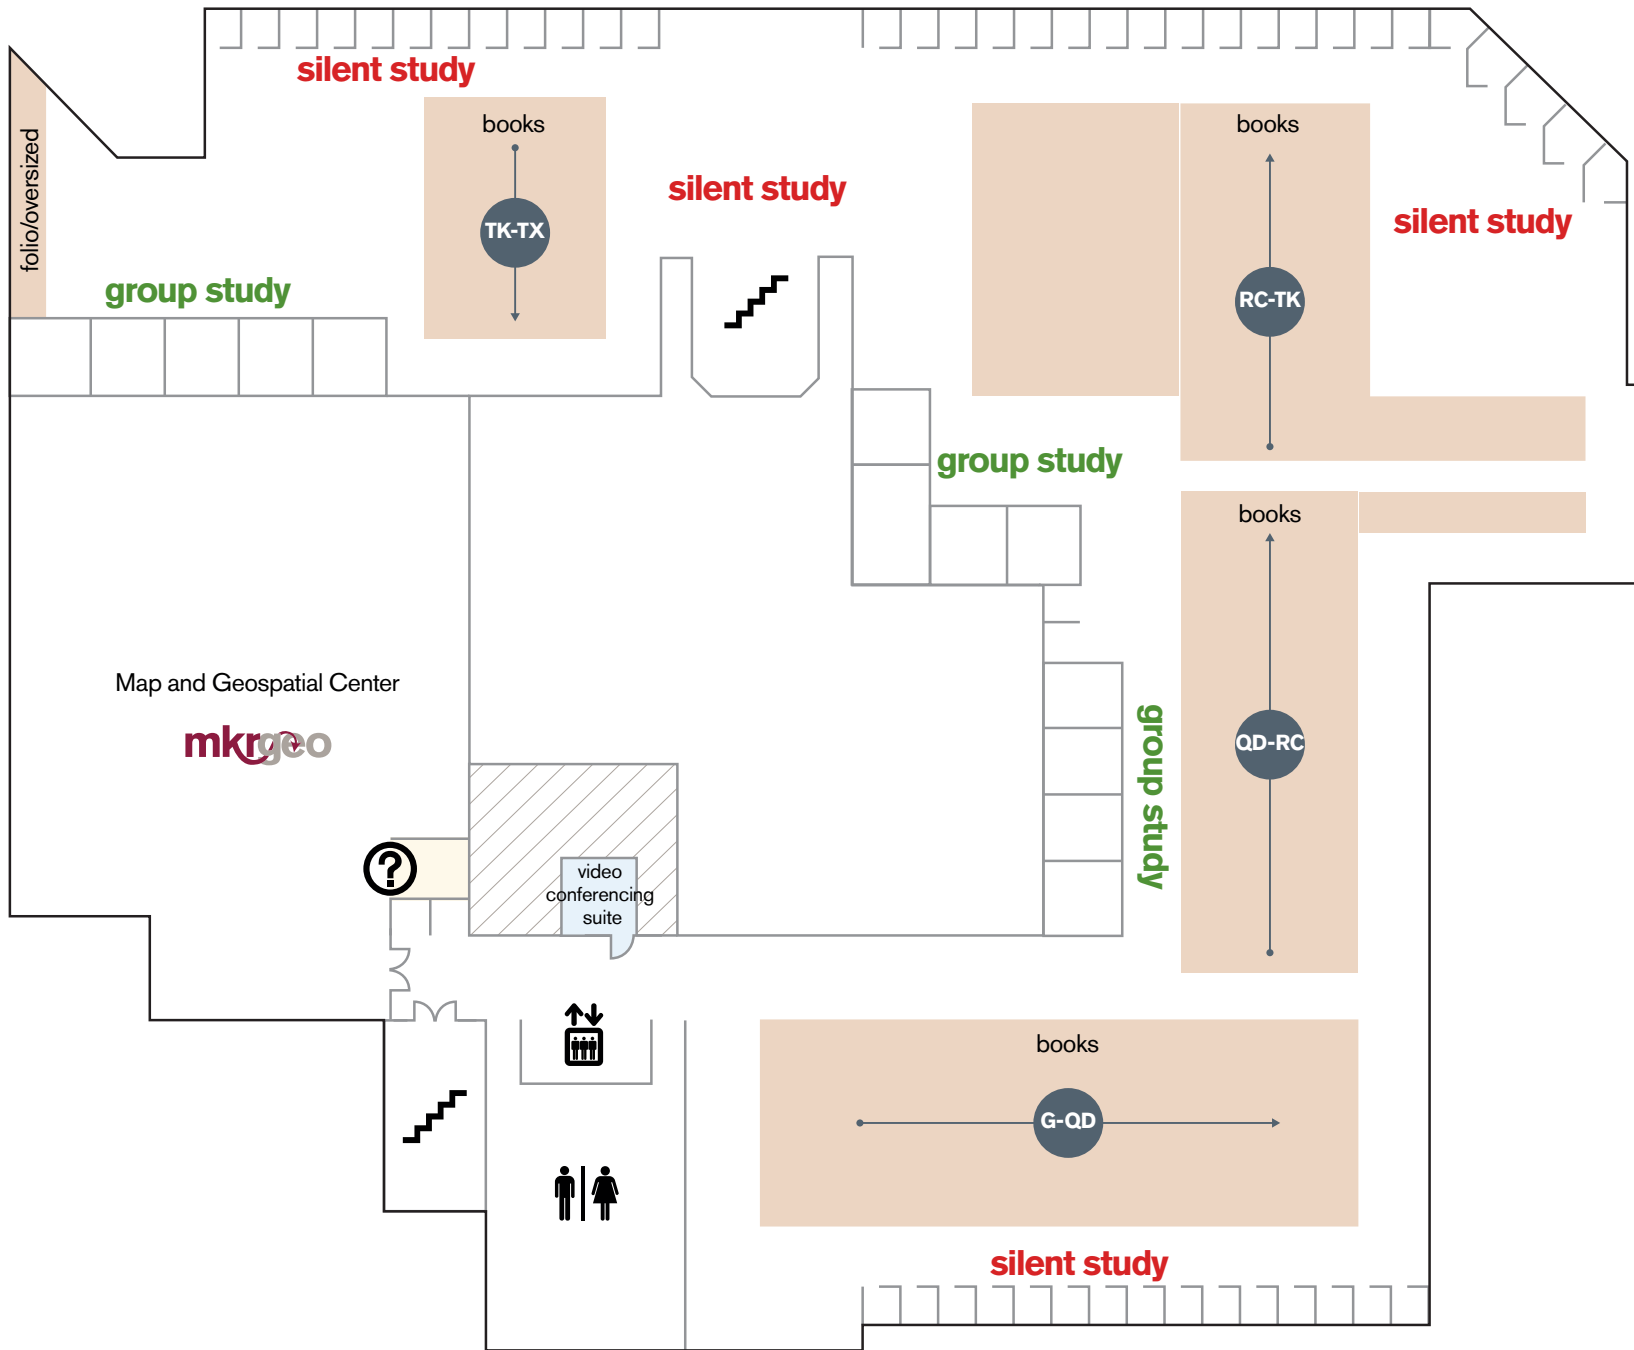 silent study
books
TK-TX
folio/oversized
group study
silent study
books
RC-TK
silent study
group study
books
QD-RC
group study
Map and Geospatial Center
mkrgeo
?
video
conferencing
suite
books
G-QD
silent study